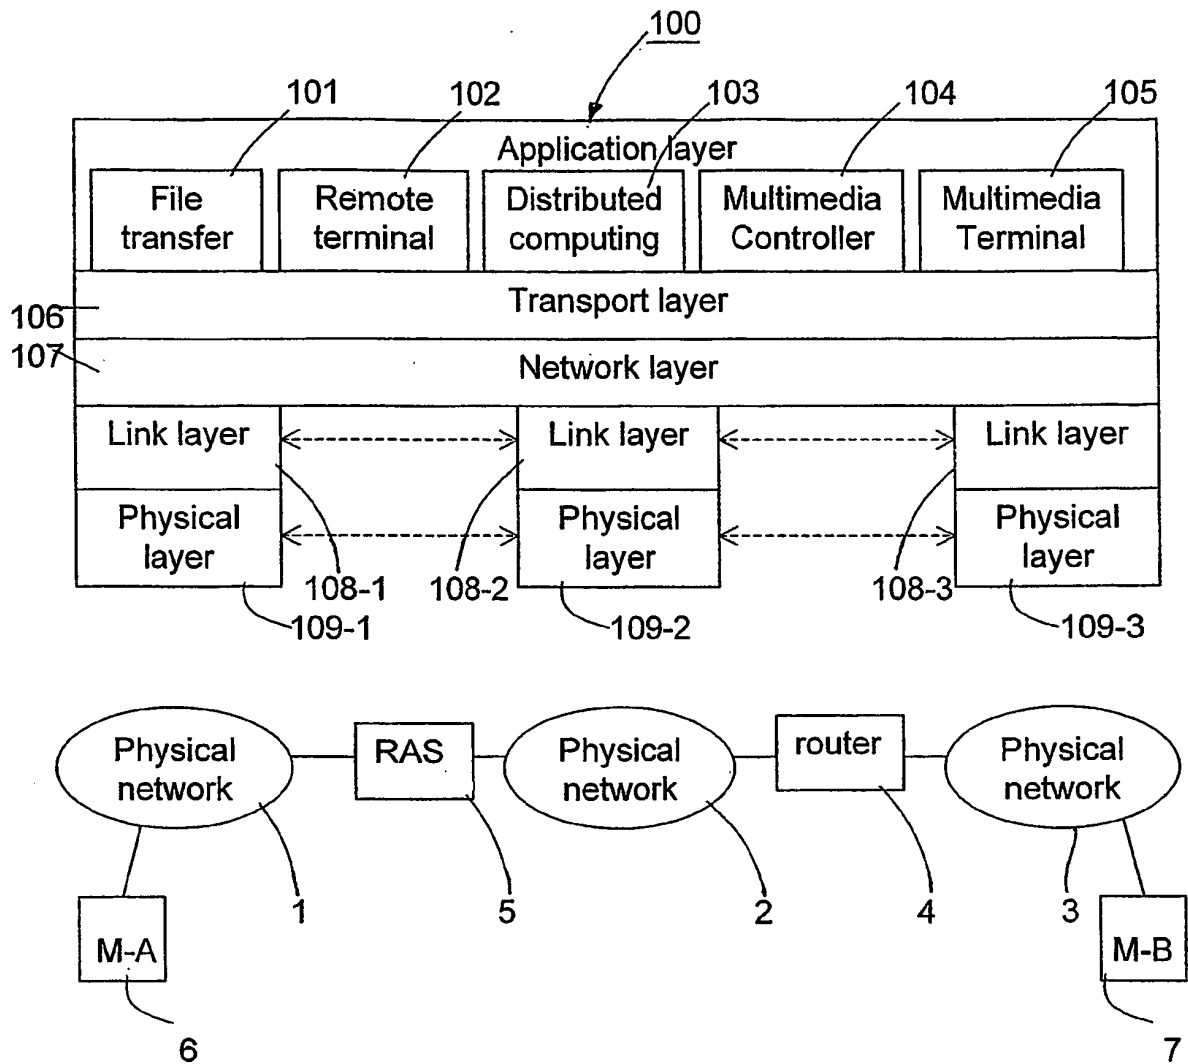 100
101
102
103
104
105
Application layer
File
transfer
Remote
terminal
Distributed
computing
Multimedia
Controller
Multimedia
Terminal
106
Transport layer
107
Network layer
Link layer
Link layer
Link layer
Physical
layer
Physical
layer
Physical
layer
108-1
108-2
108-3
109-1
109-2
109-3
Physical
network
RAS
Physical
network
router
Physical
network
1
5
2
4
3
M-A
M-B
6
7